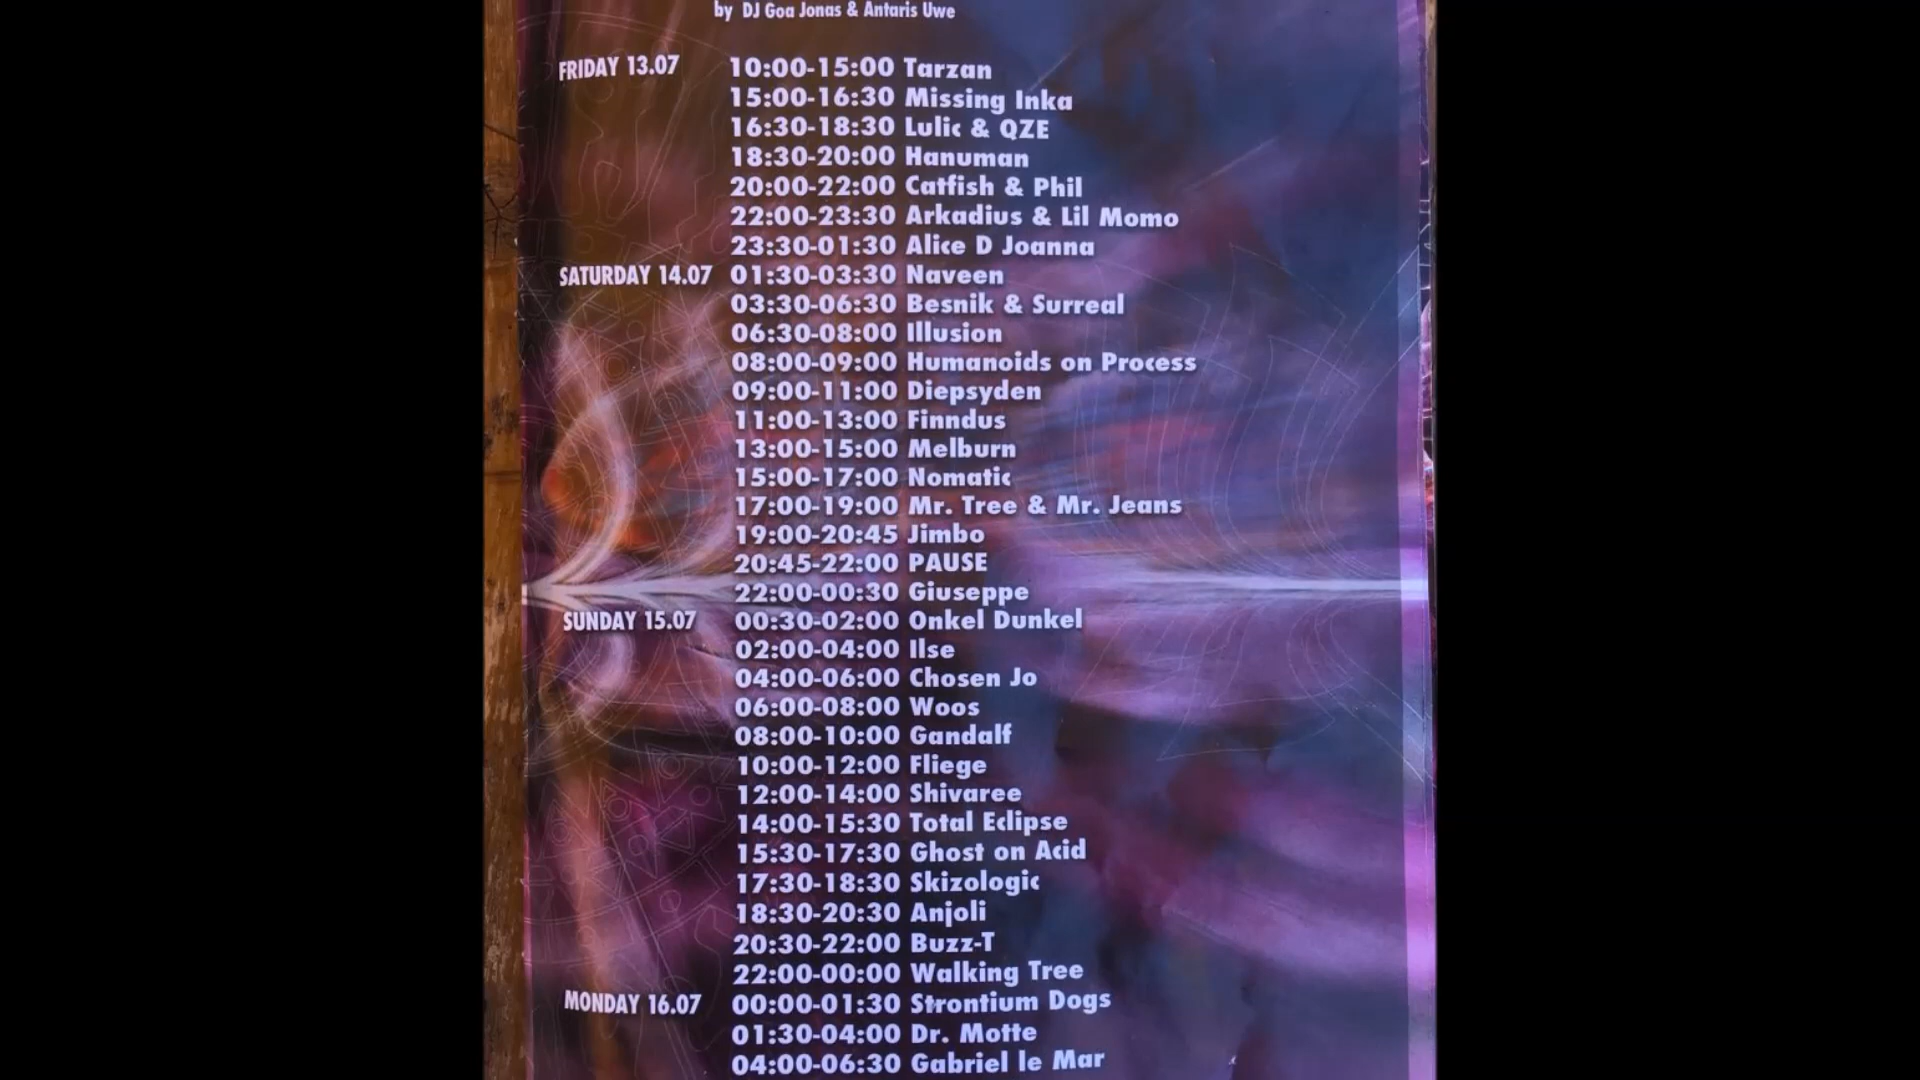 by DJ Goa Jonas & Antaris Uwe
FRIDAY 13.07 10:00-15:00 Tarzan
15:00-16:30 Missing Inka
16:30-18:30 Lulic & QZE
18:30-20:00 Hanuman
20:00-22:00 Catfish & Phil
22:00-23:30 Arkadius & Lil Momo
23:30-01:30 Alice D Joanna
SATURDAY 14.07 01:30-03:30 Naveen
03:30-06:30 Besnik & Surreal
06:30-08:00 Illusion
08:00-09:00 Humanoids on Process
09:00-11:00 Diepsyden
11:00-13:00 Finndus
13:00-15:00 Melburn
15:00-17:00 Nomatic
17:00-19:00 Mr. Tree & Mr. Jeans
19:00-20:45 Jimbo
20:45-22:00 PAUSE
22:00-00:30 Giuseppe
SUNDAY 15.07 00:30-02:00 Onkel Dunkel
02:00-04:00 Ilse
04:00-06:00 Chosen Jo
06:00-08:00 Woos
08:00-10:00 Gandalf
10:00-12:00 Fliege
12:00-14:00 Shivaree
14:00-15:30 Total Eclipse
15:30-17:30 Ghost on Acid
17:30-18:30 Skizologic
18:30-20:30 Anjoli
20:30-22:00 Buzz-T
22:00-00:00 Walking Tree
MONDAY 16.07 00:00-01:30 Strontium Dogs
01:30-04:00 Dr. Motte
04:00-06:30 Gabriel le Mar